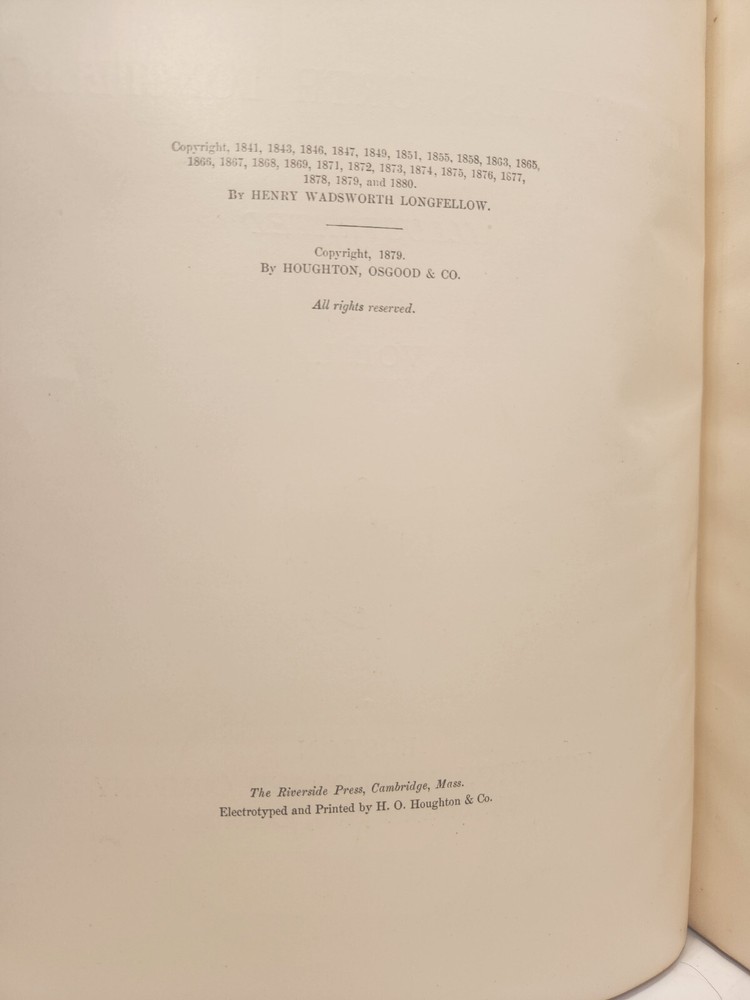 Copyright, 1841, 1843, 1846, 1847, 1849, 1851, 1855, 1858, 1863, 1865,
1866, 1867, 1868, 1869, 1871, 1872, 1873, 1874, 1875, 1876, 1877,
1878, 1879, and 1880.
By HENRY WADSWORTH LONGFELLOW.
Copyright, 1879.
By HOUGHTON, OSGOOD & CO.
All rights reserved.
The Riverside Press, Cambridge, Mass.
Electrotyped and Printed by H. O. Houghton & Co.